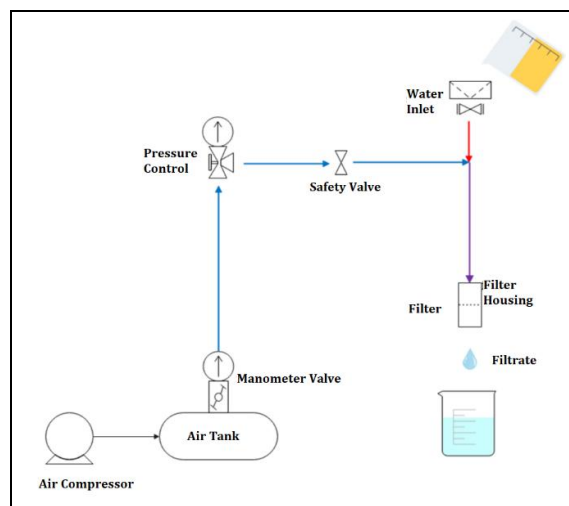 Water
Inlet
Pressure
Control
Safety Valve
Filter
Housing
Filter
Filtrate
Manometer Valve
Air Tank
Air Compressor